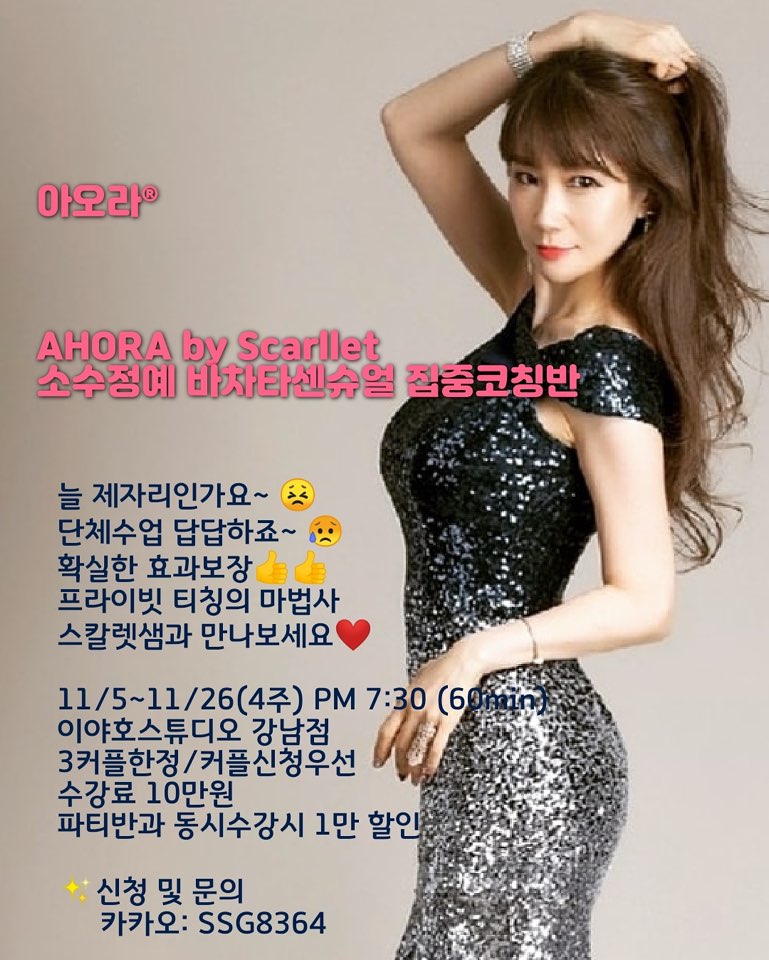 아오라®
AHORA by Scarllet
소수정예 바차타센슈얼 집중코칭반
늘 제자리인가요~ 😣
단체수업 답답하죠~ 😥
확실한 효과보장👍👍
프라이빗 티칭의 마법사
스칼렛샘과 만나보세요❤️
11/5~11/26(4주) PM 7:30 (60min)
이야호스튜디오 강남점
3커플한정/커플신청우선
수강료 10만원
파티반과 동시수강시 1만 할인
✨신청 및 문의
카카오: SSG8364